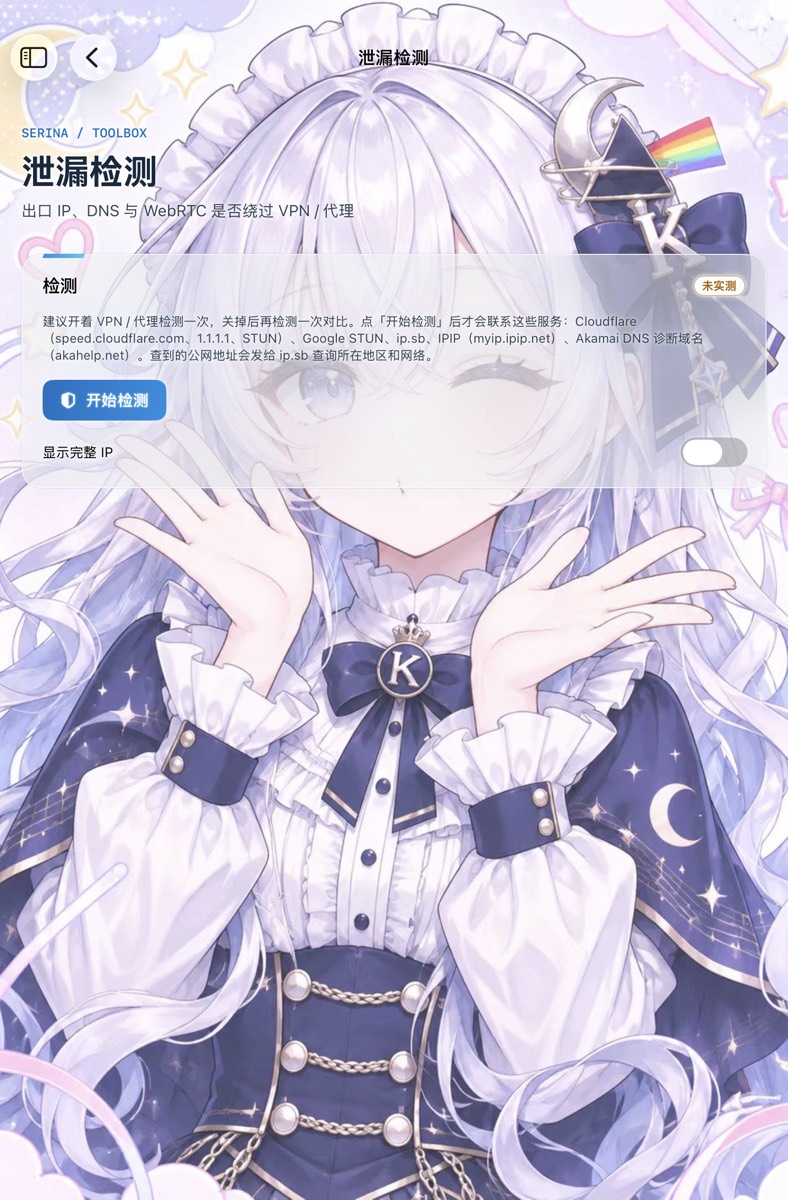 泄漏检测
SERINA / TOOLBOX
泄漏检测
出口 IP、DNS 与 WebRTC 是否绕过 VPN / 代理
检测
未实测
建议开着 VPN / 代理检测一次，关掉后再检测一次对比。点「开始检测」后才会联系这些服务：Cloudflare
（speed.cloudflare.com、1.1.1.1、STUN）、Google STUN、ip.sb、IPIP（myip.ipip.net）、Akamai DNS 诊断域名
（akahelp.net）。查到的公网地址会发给 ip.sb 查询所在地区和网络。
开始检测
显示完整 IP
K
K